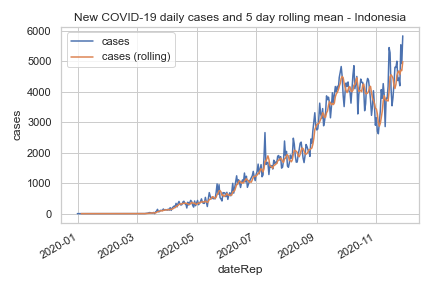 New COVID-19 daily cases and 5 day rolling mean - Indonesia
cases
cases (rolling)
6000
5000
4000
3000
2000
1000
0
cases
2020-01
2020-03
2020-05
2020-07
2020-09
2020-11
dateRep